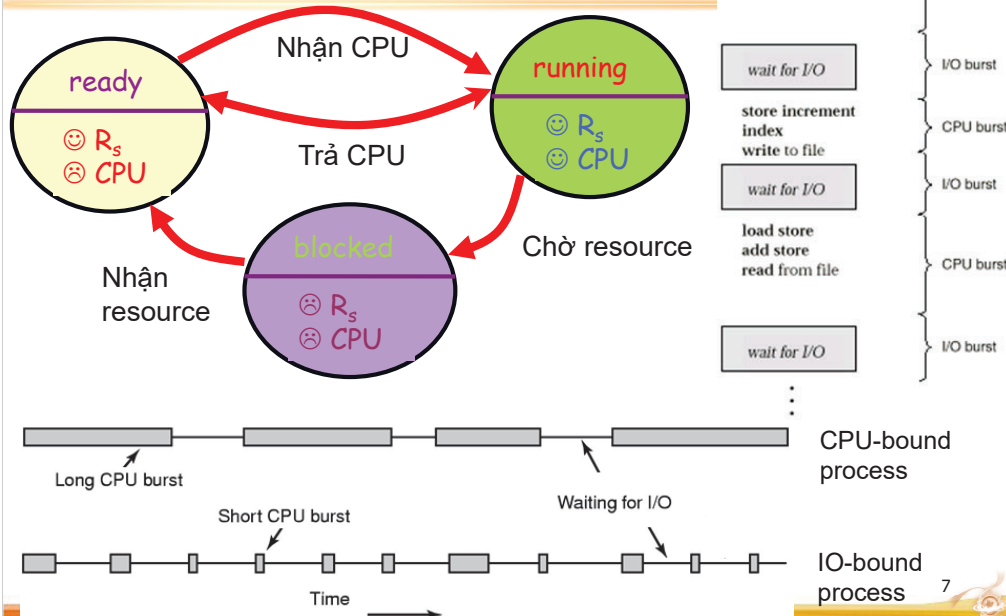 Nhận CPU
ready
☺ Rs
☹ CPU
running
☺ Rs
☺ CPU
Trả CPU
blocked
☹ Rs
☹ CPU
Chờ resource
Nhận
resource
wait for I/O
I/O burst
store increment
index
write to file
CPU burst
wait for I/O
I/O burst
load store
add store
read from file
CPU burst
wait for I/O
I/O burst
CPU-bound
process
Long CPU burst
Waiting for I/O
Short CPU burst
IO-bound
process
Time
7